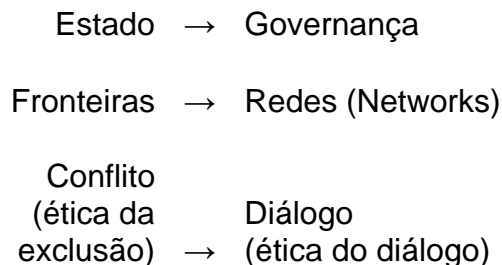 Estado → Governança
Fronteiras → Redes (Networks)
Conflito
(ética da Diálogo
exclusão) → (ética do diálogo)